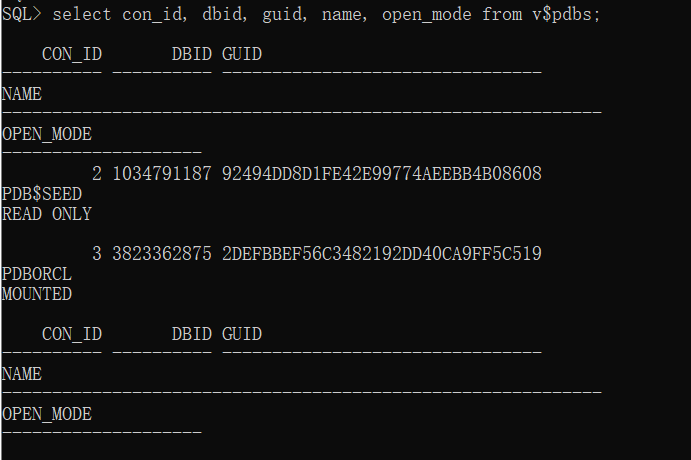 SQL> select con_id, dbid, guid, name, open_mode from v$pdbs;
    CON_ID       DBID GUID
---------- ---------- --------------------------------
NAME
------------------------------------------------------------
OPEN_MODE
--------------------
         2 1034791187 92494DD8D1FE42E99774AEEBB4B08608
PDB$SEED
READ ONLY
         3 3823362875 2DEFBBEF56C3482192DD40CA9FF5C519
PDBORCL
MOUNTED
    CON_ID       DBID GUID
---------- ---------- --------------------------------
NAME
------------------------------------------------------------
OPEN_MODE
--------------------